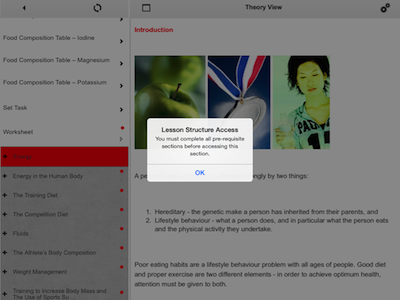 Theory View
Food Composition Table – Iodine
Food Composition Table – Magnesium
Food Composition Table – Potassium
Set Task
Worksheet
Energy in the Human Body
The Training Diet
The Competition Diet
Fluids
The Athlete's Body Composition
Weight Management
Training to Increase Body Mass and
The Use of Sports Su
Introduction
Lesson Structure Access
You must complete all pre-requisite
sections before accessing this
section.
OK
ngly by two things:
1. Hereditary - the genetic make a person has inherited from their parents, and
2. Lifestyle behaviour - what a person does, and in particular what the person eats
and the physical activity they undertake.
Poor eating habits are a lifestyle behaviour problem with all ages of people. Good diet
and proper exercise are two different elements - in order to achieve optimum health,
attention must be given to both.